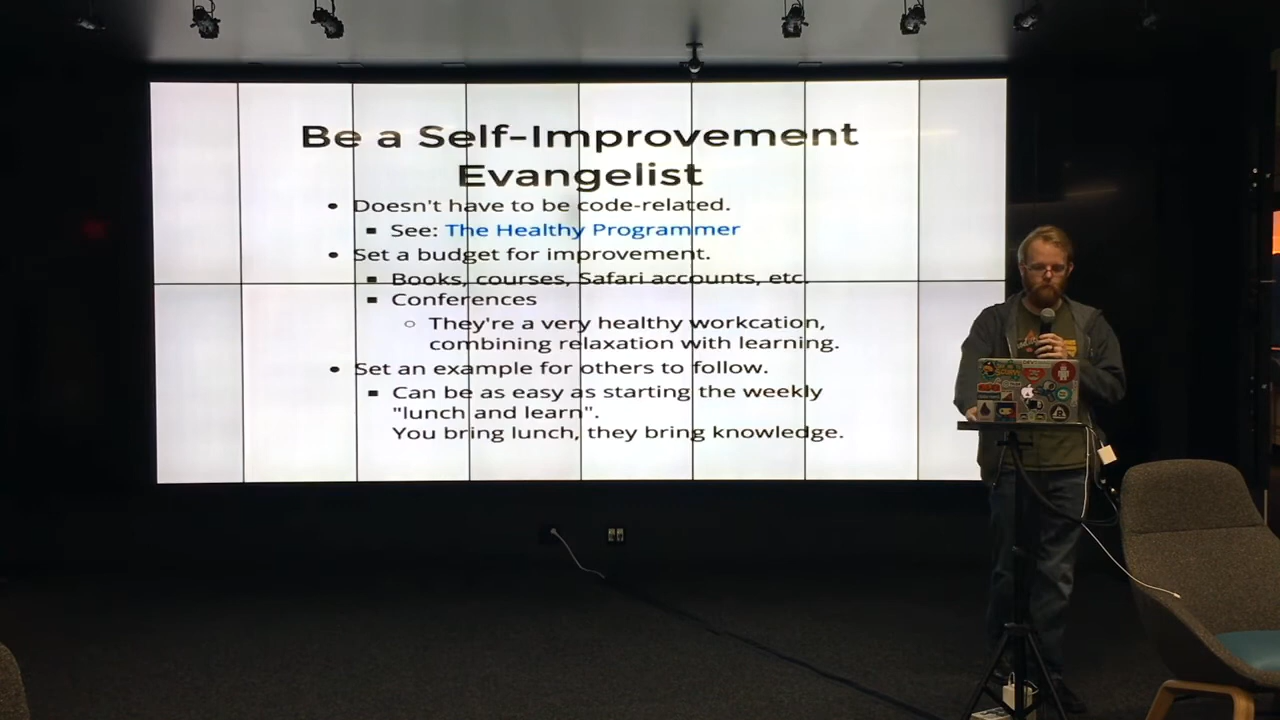 Be a Self-Improvement
Evangelist
• Doesn't have to be code-related.
▪ See: The Healthy Programmer
• Set a budget for improvement.
▪ Books, courses, Safari accounts, etc.
▪ Conferences
○ They're a very healthy workcation,
combining relaxation with learning.
• Set an example for others to follow.
▪ Can be as easy as starting the weekly
"lunch and learn".
You bring lunch, they bring knowledge.